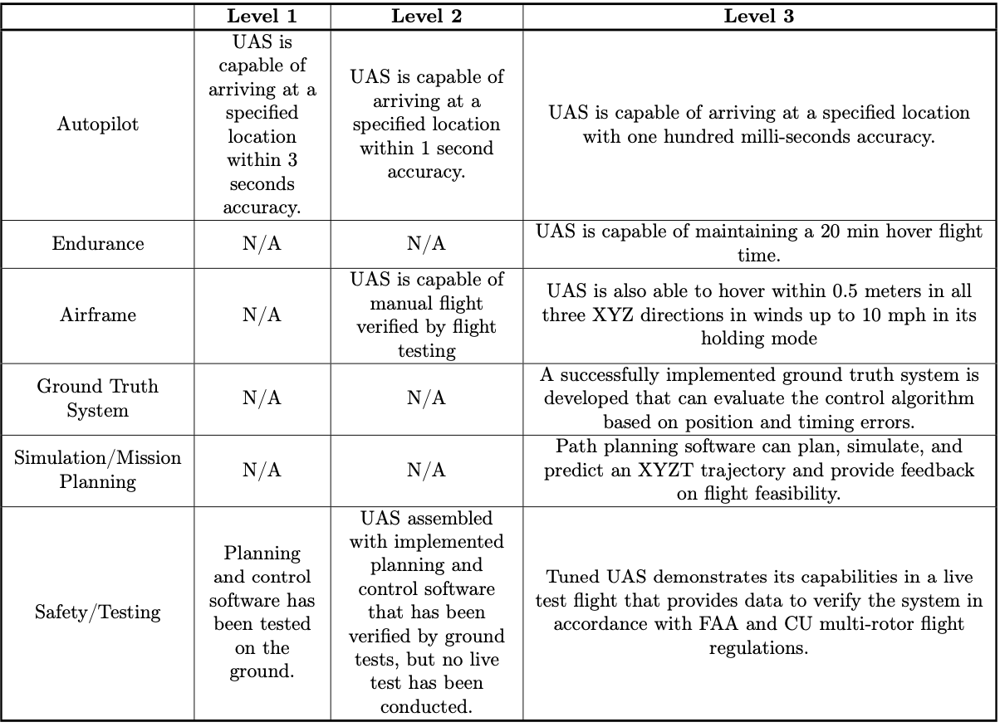 Level 1 Level 2 Level 3
Autopilot
UAS is
capable of
arriving at a
specified
location
within 3
seconds
accuracy.
UAS is capable of
arriving at a
specified location
within 1 second
accuracy.
UAS is capable of arriving at a specified location
with one hundred milli-seconds accuracy.
Endurance
N/A
N/A
UAS is capable of maintaining a 20 min hover flight
time.
Airframe
N/A
UAS is capable of
manual flight
verified by flight
testing
UAS is also able to hover within 0.5 meters in all
three XYZ directions in winds up to 10 mph in its
holding mode
Ground Truth
System
N/A
N/A
A successfully implemented ground truth system is
developed that can evaluate the control algorithm
based on position and timing errors.
Simulation/Mission
Planning
N/A
N/A
Path planning software can plan, simulate, and
predict an XYZT trajectory and provide feedback
on flight feasibility.
Safety/Testing
Planning
and control
software has
been tested
on the
ground.
UAS assembled
with implemented
planning and
control software
that has been
verified by ground
tests, but no live
test has been
conducted.
Tuned UAS demonstrates its capabilities in a live
test flight that provides data to verify the system in
accordance with FAA and CU multi-rotor flight
regulations.